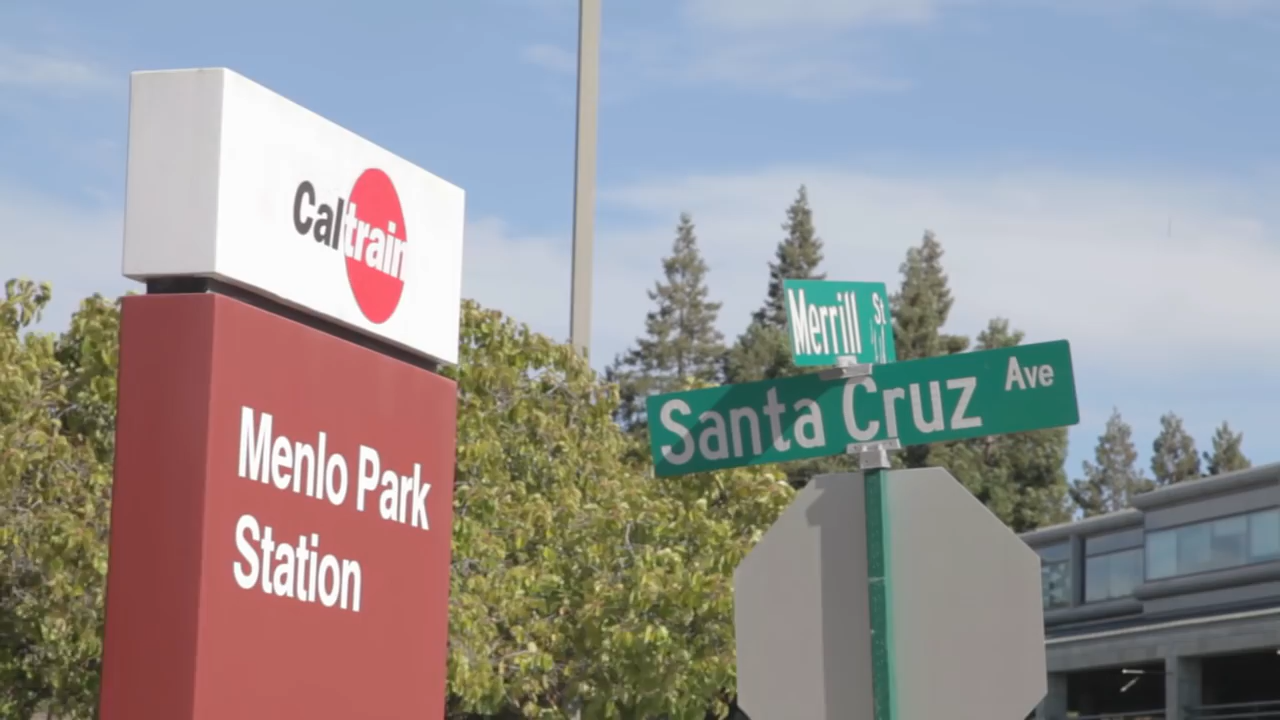 Caltrain
Menlo Park
Station
Merrill St
Santa Cruz Ave